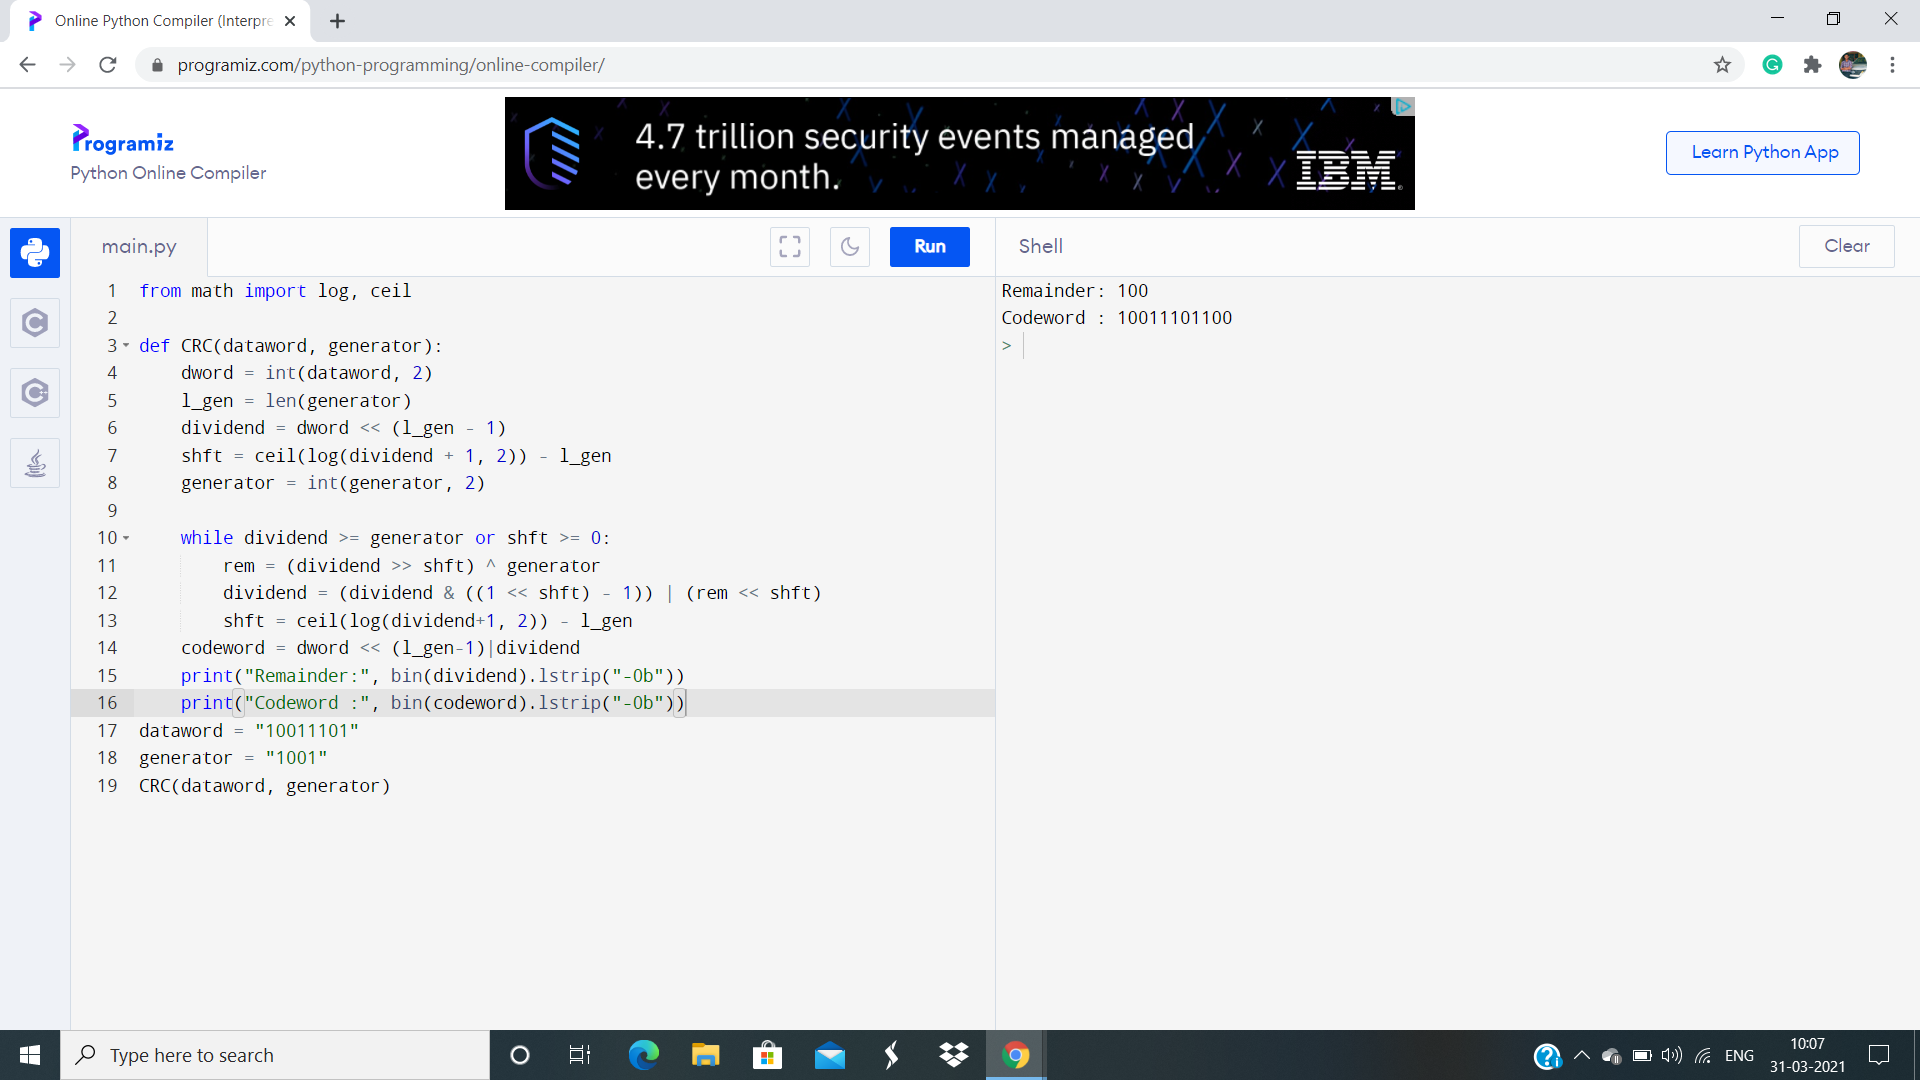 Online Python Compiler (Interpre
programiz.com/python-programming/online-compiler/
Programiz
Python Online Compiler
4.7 trillion security events managed
every month.
IBM
Learn Python App
main.py
Run
Shell
Clear
1 from math import log, ceil
2
3 def CRC(dataword, generator):
4     dword = int(dataword, 2)
5     l_gen = len(generator)
6     dividend = dword << (l_gen - 1)
7     shft = ceil(log(dividend + 1, 2)) - l_gen
8     generator = int(generator, 2)
9
10     while dividend >= generator or shft >= 0:
11         rem = (dividend >> shft) ^ generator
12         dividend = (dividend & ((1 << shft) - 1)) | (rem << shft)
13         shft = ceil(log(dividend+1, 2)) - l_gen
14     codeword = dword << (l_gen-1)|dividend
15     print("Remainder:", bin(dividend).lstrip("-0b"))
16     print("Codeword :", bin(codeword).lstrip("-0b"))
17 dataword = "10011101"
18 generator = "1001"
19 CRC(dataword, generator)
Remainder: 100
Codeword : 10011101100
>
Type here to search
ENG
10:07
31-03-2021